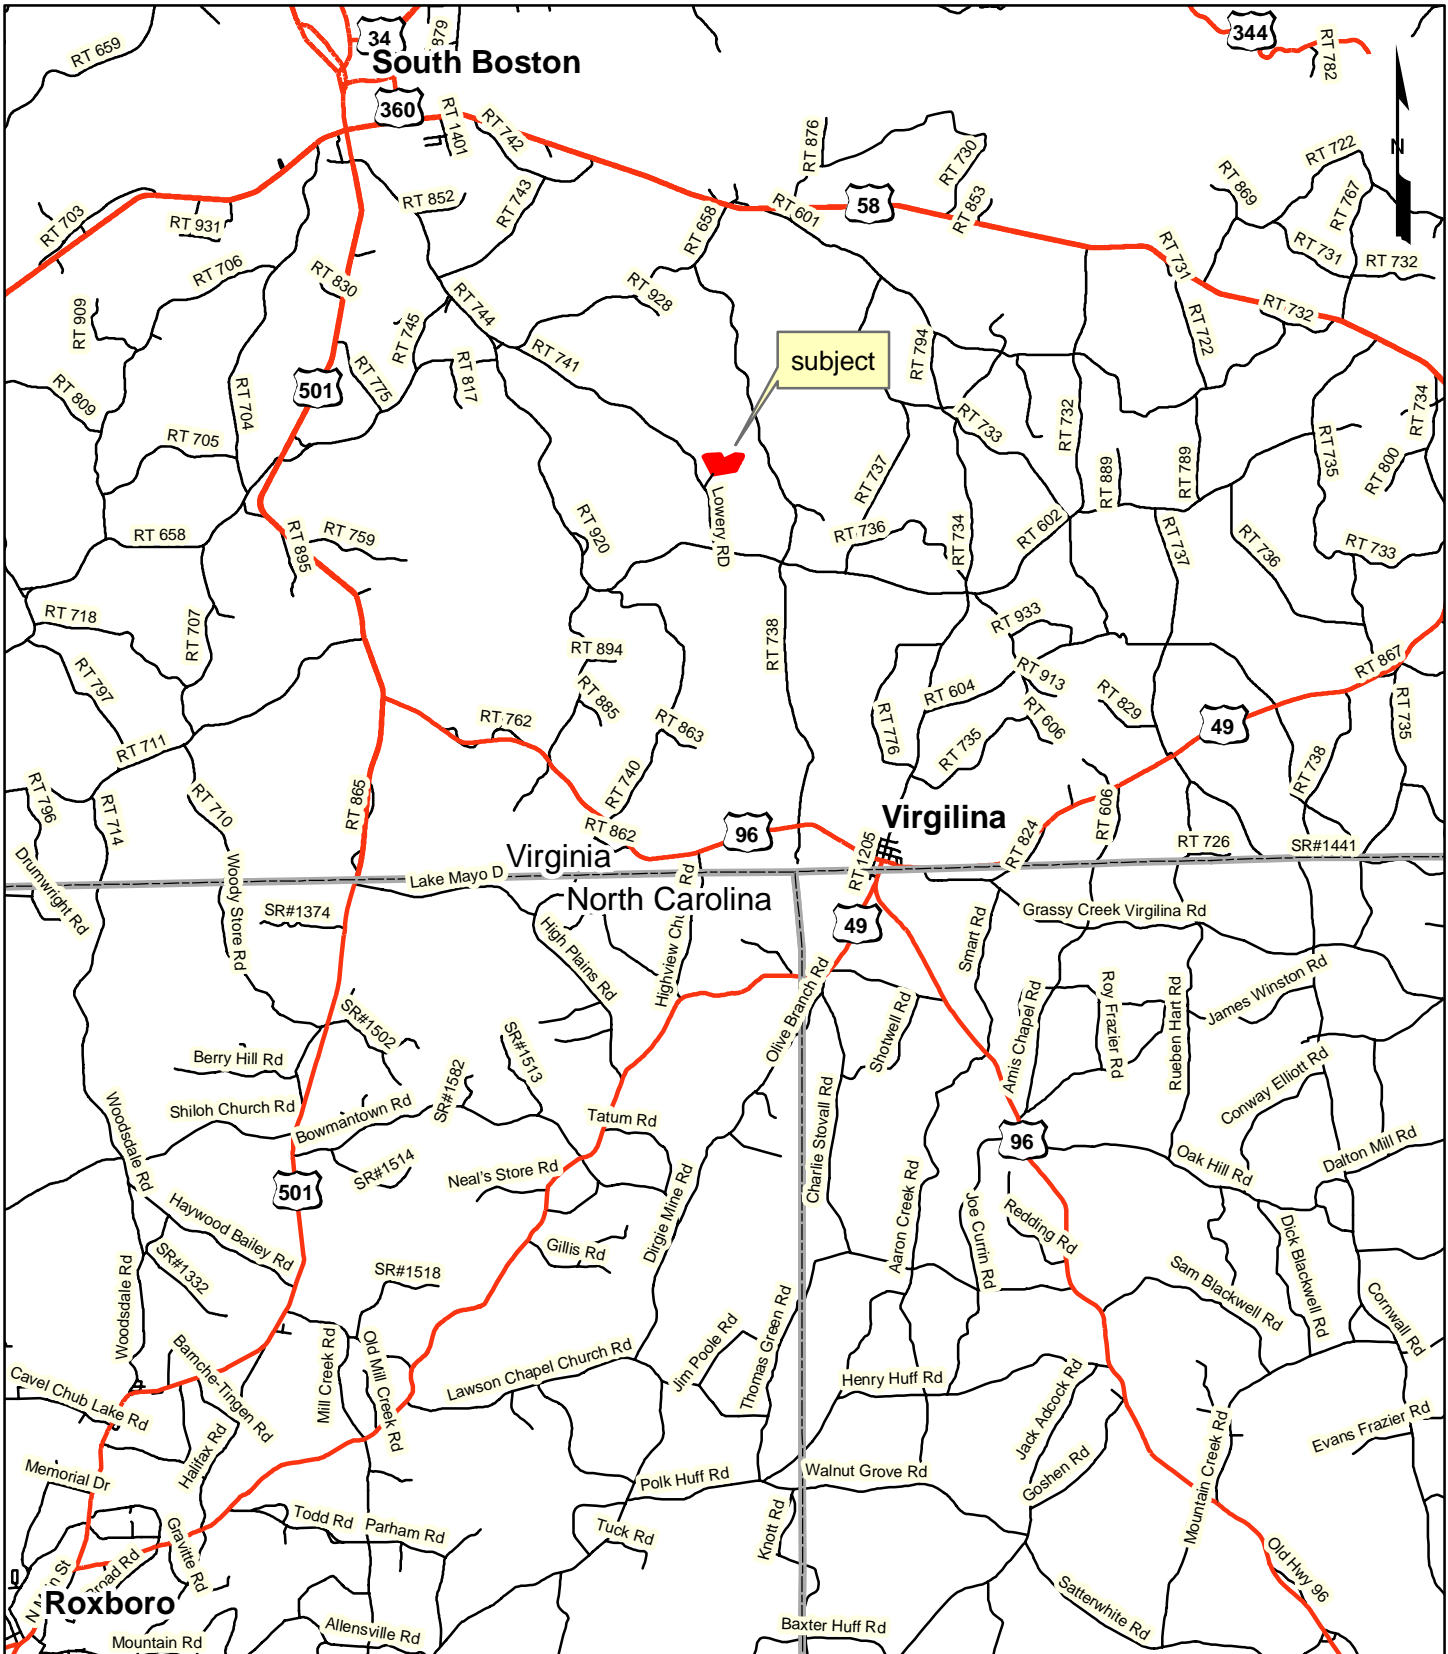 34
879
344
RT 659
South Boston
RT 782
360
RT 1401
RT 742
RT 876
RT 730
RT 722
N
RT 869
RT 767
RT 852
RT 743
RT 703
RT 931
RT 658
RT 601
58
RT 853
RT 731
RT 731
RT 732
RT 706
RT 830
RT 744
RT 928
RT 732
RT 909
RT 745
RT 741
RT 794
RT 722
subject
RT 775
RT 817
501
RT 809
RT 704
RT 733
RT 732
RT 734
RT 705
RT 737
RT 889
RT 789
RT 735
RT 800
Lowery RD
RT 658
RT 895
RT 759
RT 920
RT 736
RT 734
RT 602
RT 737
RT 736
RT 733
RT 718
RT 707
RT 738
RT 933
RT 894
RT 797
RT 885
RT 913
RT 867
RT 604
RT 829
RT 762
RT 863
RT 776
RT 606
49
RT 735
RT 711
RT 735
RT 740
RT 738
RT 796
RT 714
RT 710
RT 865
RT 606
RT 862
96
Virgilina
RT 824
RT 726
SR#1441
RT 1205
Virginia
Drumwright Rd
Woody Store Rd
Lake Mayo D
Rd
North Carolina
SR#1374
High Plains Rd
Highview Chu
49
Smart Rd
Grassy Creek Virgilina Rd
James Winston Rd
SR#1502
Olive Branch Rd
Shotwell Rd
Amis Chapel Rd
Roy Frazier Rd
Rueben Hart Rd
Berry Hill Rd
SR#1513
SR#1582
Conway Elliott Rd
Woodsdale Rd
Shiloh Church Rd
Bowmantown Rd
Tatum Rd
Charlie Stovall Rd
96
Oak Hill Rd
Dalton Mill Rd
SR#1514
Neal's Store Rd
501
Haywood Bailey Rd
Dirgie Mine Rd
Aaron Creek Rd
Joe Currin Rd
Redding Rd
Gillis Rd
SR#1332
SR#1518
Sam Blackwell Rd
Dick Blackwell Rd
Cornwall Rd
Woodsdale Rd
Barnche-Tingen Rd
Mill Creek Rd
Old Mill Creek Rd
Lawson Chapel Church Rd
Jim Poole Rd
Thomas Green Rd
Henry Huff Rd
Jack Adcock Rd
Cavel Chub Lake Rd
Halifax Rd
Mountain Creek Rd
Evans Frazier Rd
Memorial Dr
Polk Huff Rd
Walnut Grove Rd
Goshen Rd
Todd Rd
Parham Rd
Tuck Rd
Knott Rd
Gravitte Rd
Old Hwy 96
Broad Rd
N Main St
Roxboro
Satterwhite Rd
Allensville Rd
Baxter Huff Rd
Mountain Rd